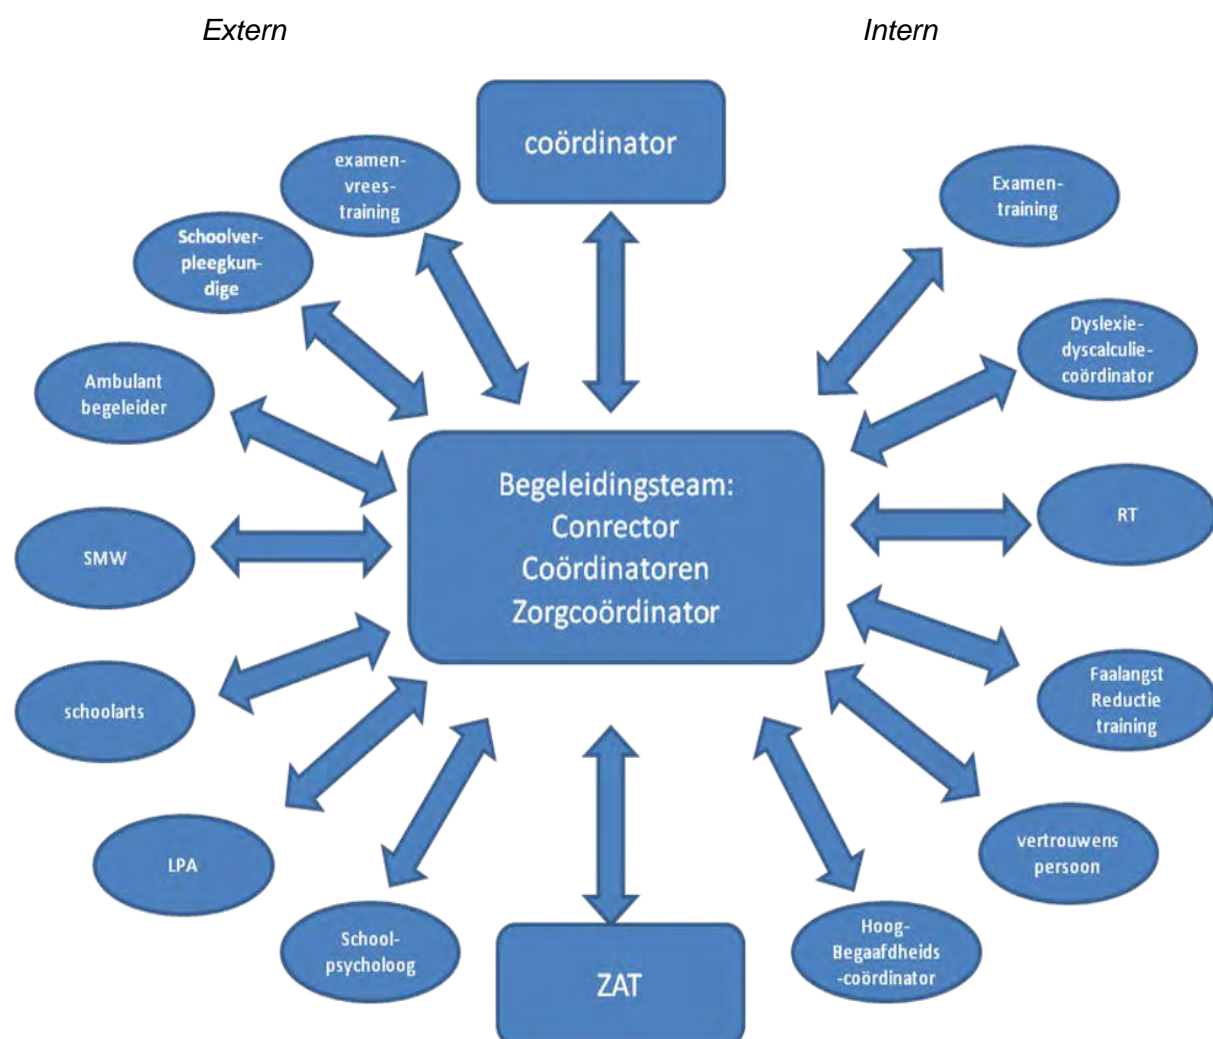 Extern
Intern
coördinator
examen-
vrees-
training
Examen-
training
Schoolver-
pleegkun-
dige
Dyslexie-
dyscalculie-
coördinator
Ambulant
begeleider
Begeleidingsteam:
Conrector
Coördinatoren
Zorgcoördinator
RT
SMW
schoolarts
Faalangst
Reductie
training
LPA
vertrouwens
persoon
School-
psycholoog
ZAT
Hoog-
Begaafdheids
-coördinator